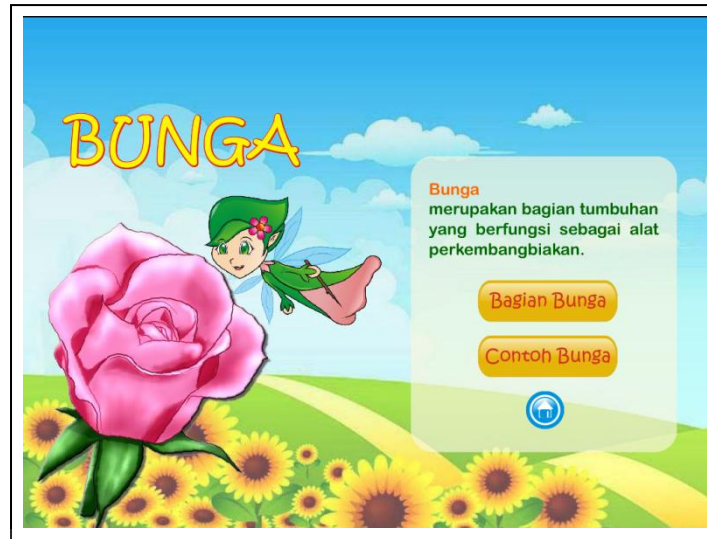 BUNGA
Bunga
merupakan bagian tumbuhan
yang berfungsi sebagai alat
perkembangbiakan.
Bagian Bunga
Contoh Bunga